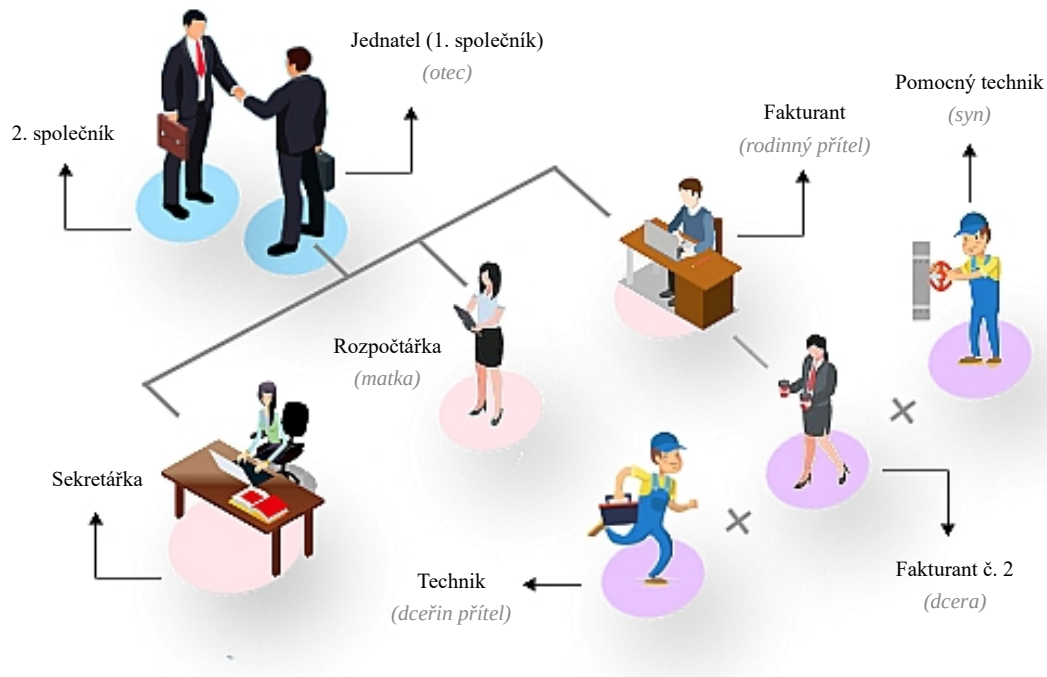 Jednatel (1. společník)
(otec)
2. společník
Pomocný technik
(syn)
Fakturant
(rodinný přítel)
Rozpočtářka
(matka)
Sekretářka
Technik
(dceřin přítel)
Fakturant č. 2
(dcera)